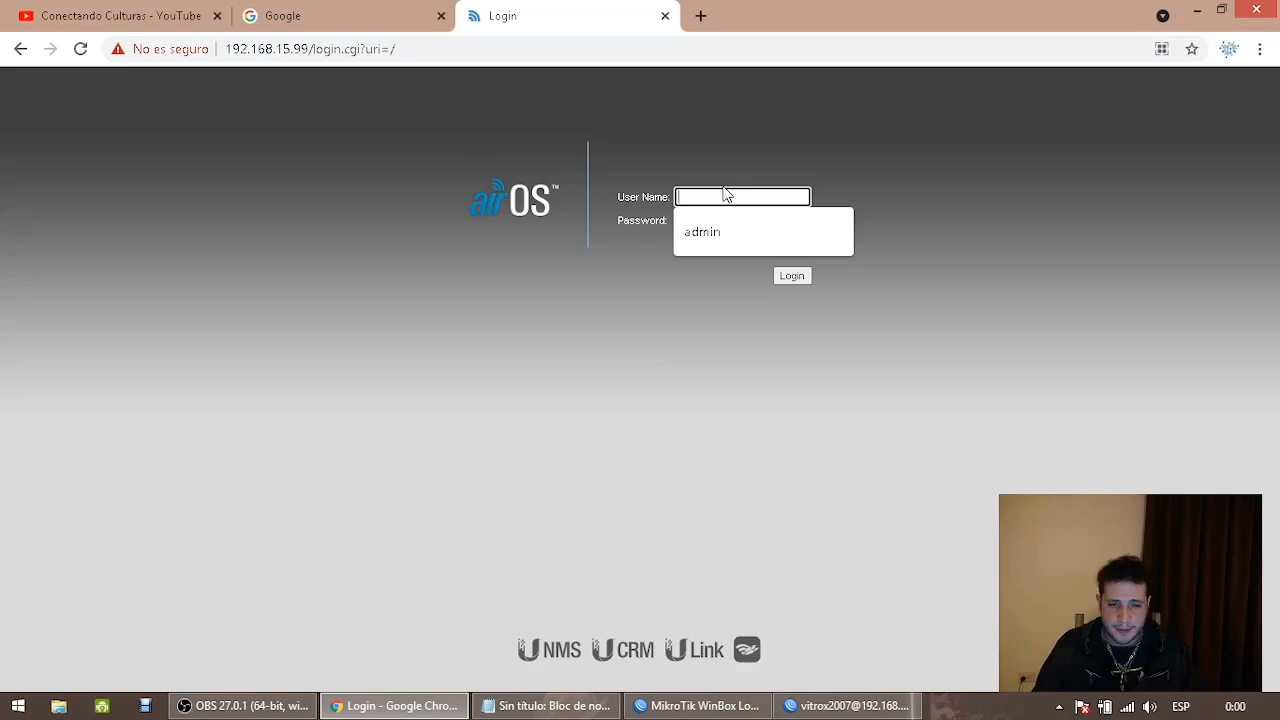 Conectando Culturas - YouTube
Google
Login
No es seguro
192.168.15.99/login.cgi?uri=/
airOS™
User Name:
Password:
admin
Login
U NMS
U CRM
U Link
OBS 27.0.1 (64-bit, wi...
Login - Google Chro...
Sin título: Bloc de no...
MikroTik WinBox Lo...
vitrox2007@192.168....
ESP
0:00